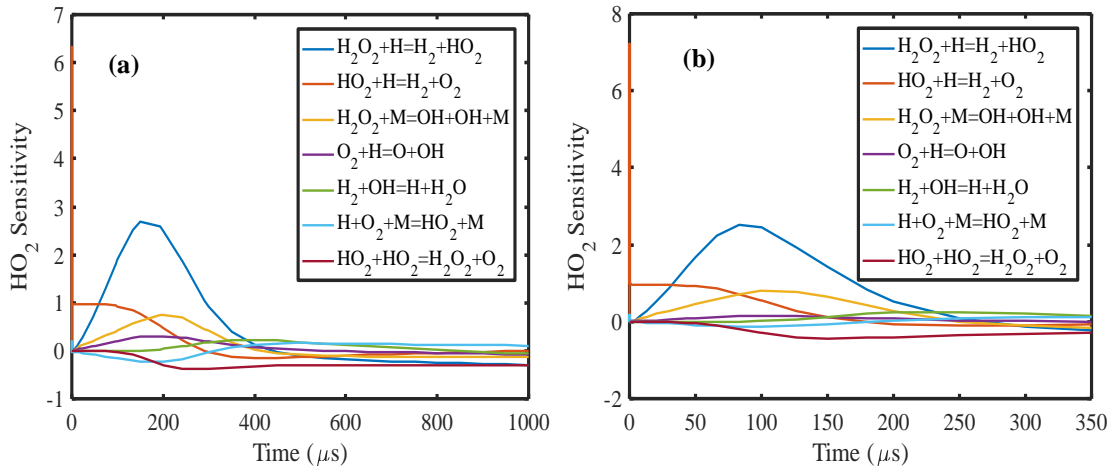 (a)
HO₂ Sensitivity
7
6
5
4
3
2
1
0
-1
H₂O₂+H=H₂+HO₂
HO₂+H=H₂+O₂
H₂O₂+M=OH+OH+M
O₂+H=O+OH
H₂+OH=H+H₂O
H+O₂+M=HO₂+M
HO₂+HO₂=H₂O₂+O₂
0 200 400 600 800 1000
Time (μs)
(b)
HO₂ Sensitivity
8
6
4
2
0
-2
H₂O₂+H=H₂+HO₂
HO₂+H=H₂+O₂
H₂O₂+M=OH+OH+M
O₂+H=O+OH
H₂+OH=H+H₂O
H+O₂+M=HO₂+M
HO₂+HO₂=H₂O₂+O₂
0 50 100 150 200 250 300 350
Time (μs)